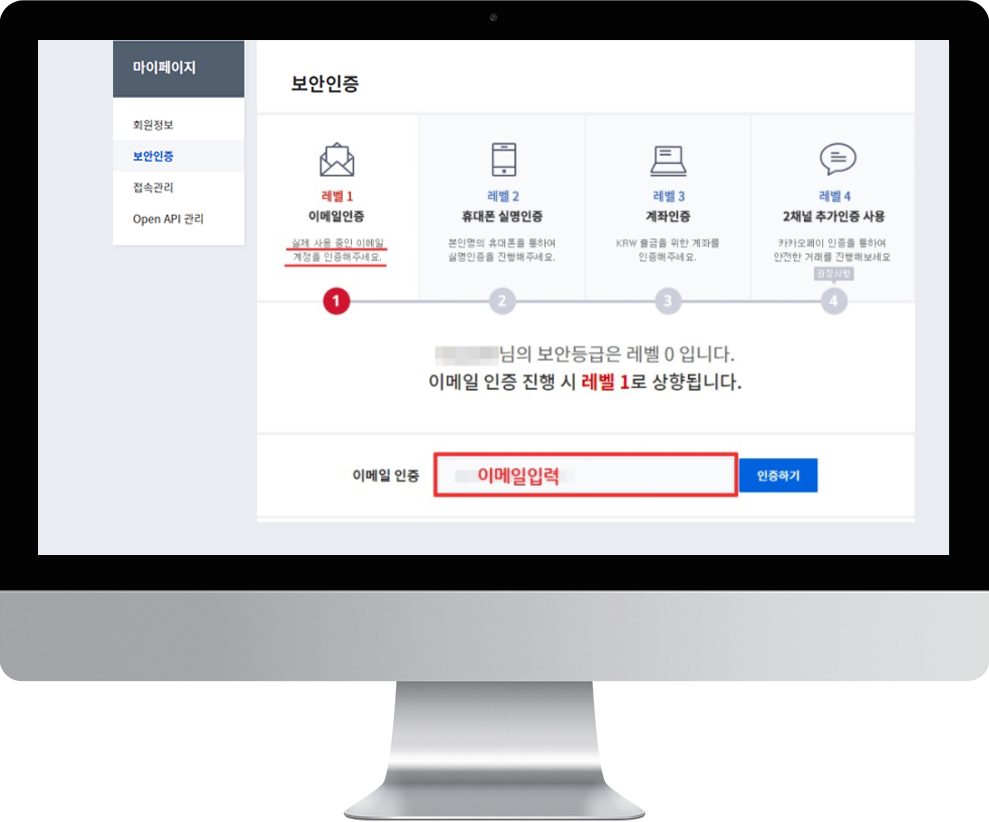 마이페이지
회원정보
보안인증
접속관리
Open API 관리
보안인증
레벨 1
이메일인증
실제 사용 중인 이메일
계정을 인증해주세요.
1
레벨 2
휴대폰 실명인증
본인명의 휴대폰을 통하여
실명인증을 진행해주세요.
2
레벨 3
계좌인증
KRW 출금을 위한 계좌를
인증해주세요.
3
레벨 4
2채널 추가인증 사용
카카오페이 인증을 통하여
안전한 거래를 진행해보세요
권장사항
4
님의 보안등급은 레벨 0 입니다.
이메일 인증 진행 시 레벨 1로 상향됩니다.
이메일 인증
이메일입력
인증하기